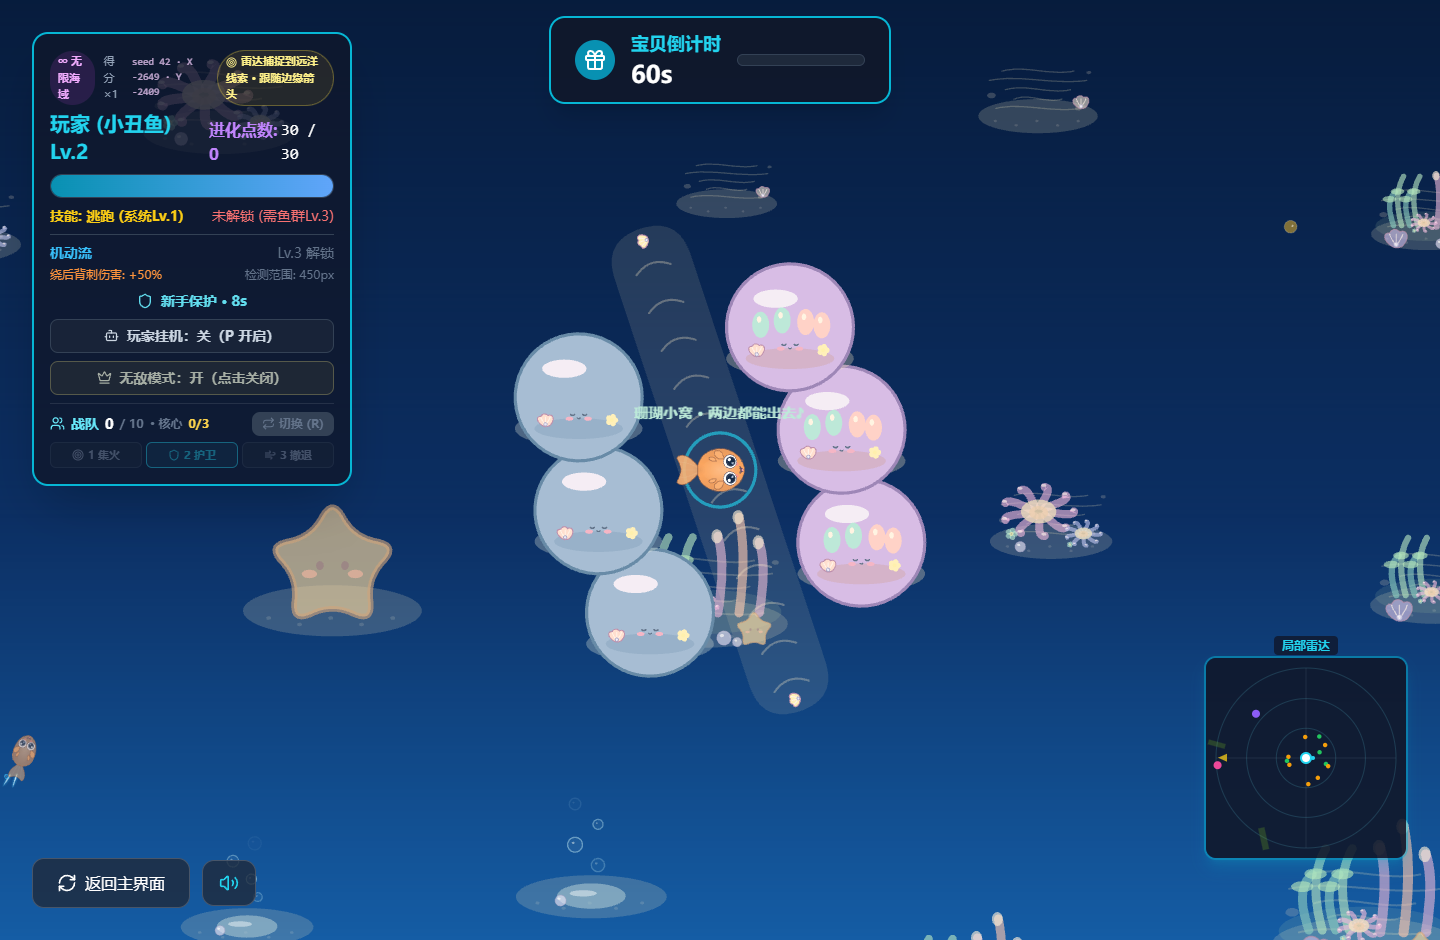 ∞ 无限海域
得分 ×1
seed 42 · X -2649 · Y -2409
雷达捕捉到远洋线索 • 跟随边缘箭头
玩家 (小丑鱼) Lv.2
进化点数: 0
30 / 30
技能: 逃跑 (系统Lv.1)
未解锁 (需鱼群Lv.3)
机动流
Lv.3 解锁
绕后背刺伤害: +50%
检测范围: 450px
新手保护 • 8s
玩家挂机: 关 (P 开启)
无敌模式: 开 (点击关闭)
战队 0 / 10 • 核心 0/3
切换 (R)
1 集火
2 护卫
3 撤退
宝贝倒计时
60s
珊瑚小窝 • 两边都能出去♪
局部雷达
返回主界面